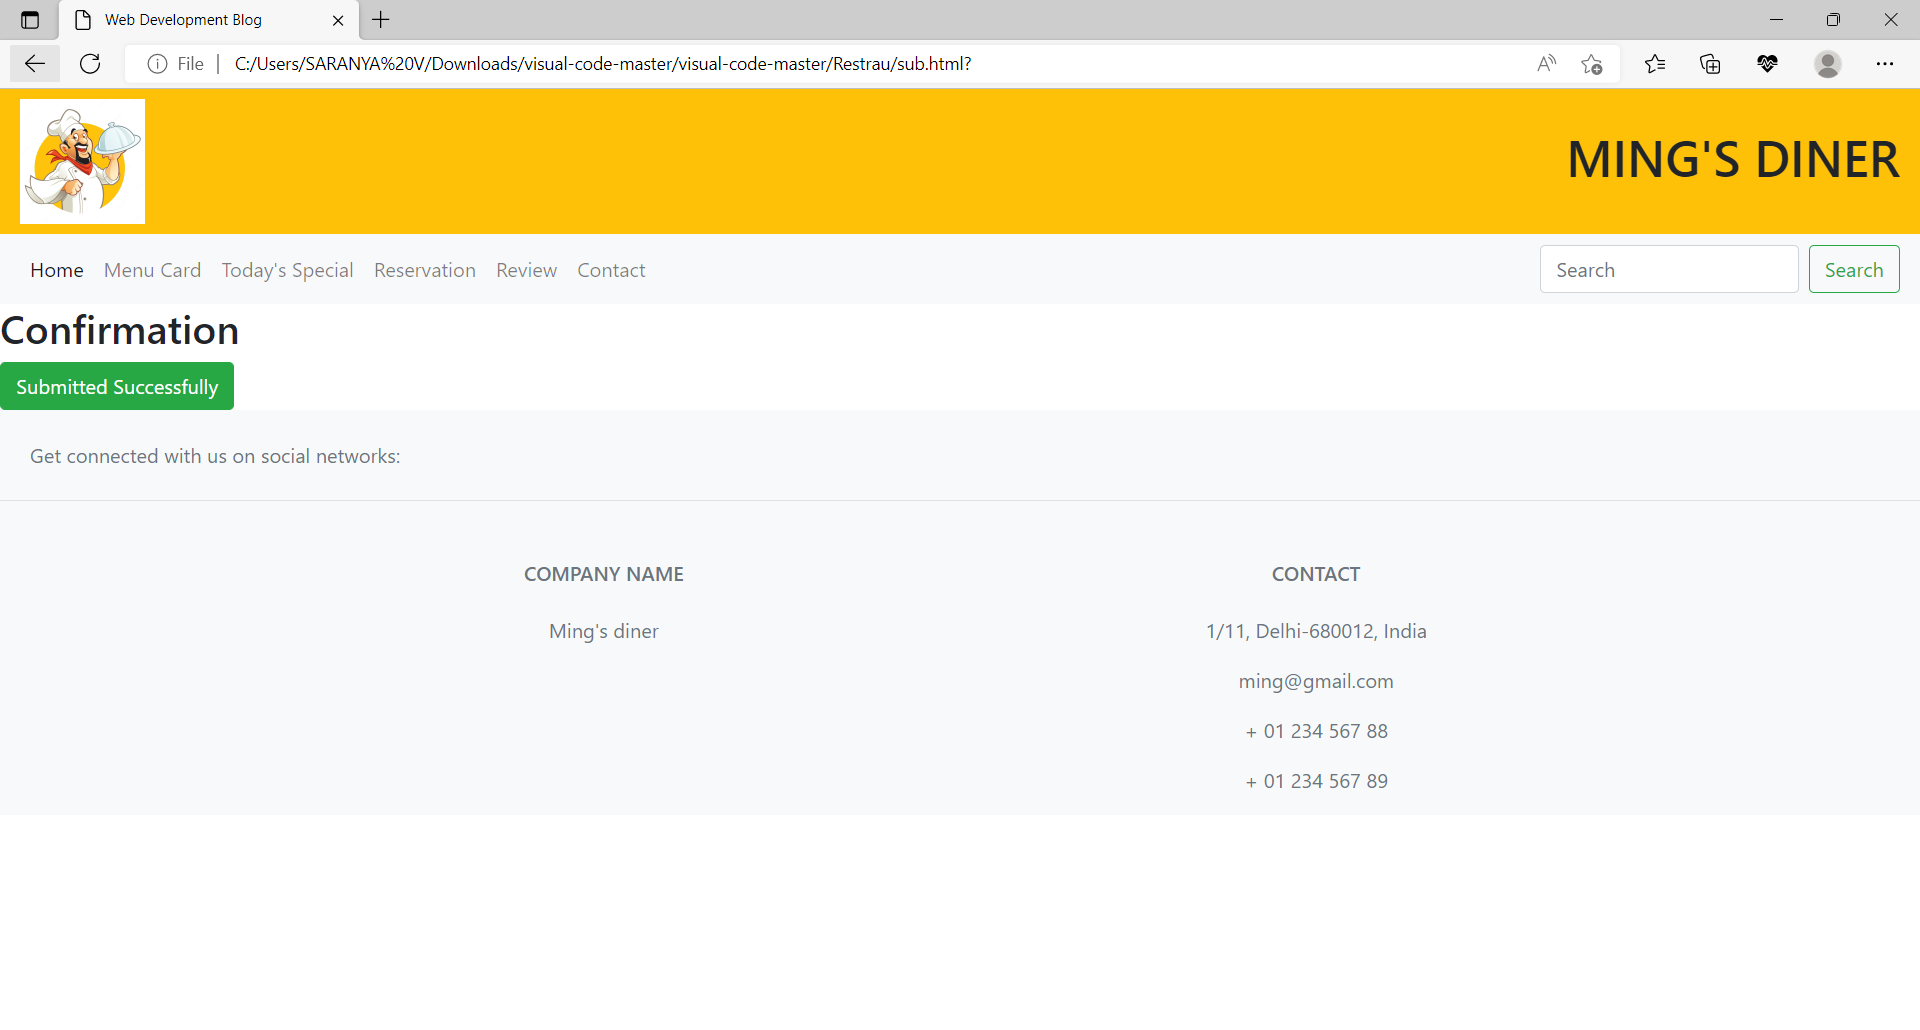 Web Development Blog
File | C:/Users/SARANYA%20V/Downloads/visual-code-master/visual-code-master/Restrau/sub.html?
MING'S DINER
Home Menu Card Today's Special Reservation Review Contact Search Search
Confirmation
Submitted Successfully
Get connected with us on social networks:
COMPANY NAME
Ming's diner
CONTACT
1/11, Delhi-680012, India
ming@gmail.com
+ 01 234 567 88
+ 01 234 567 89